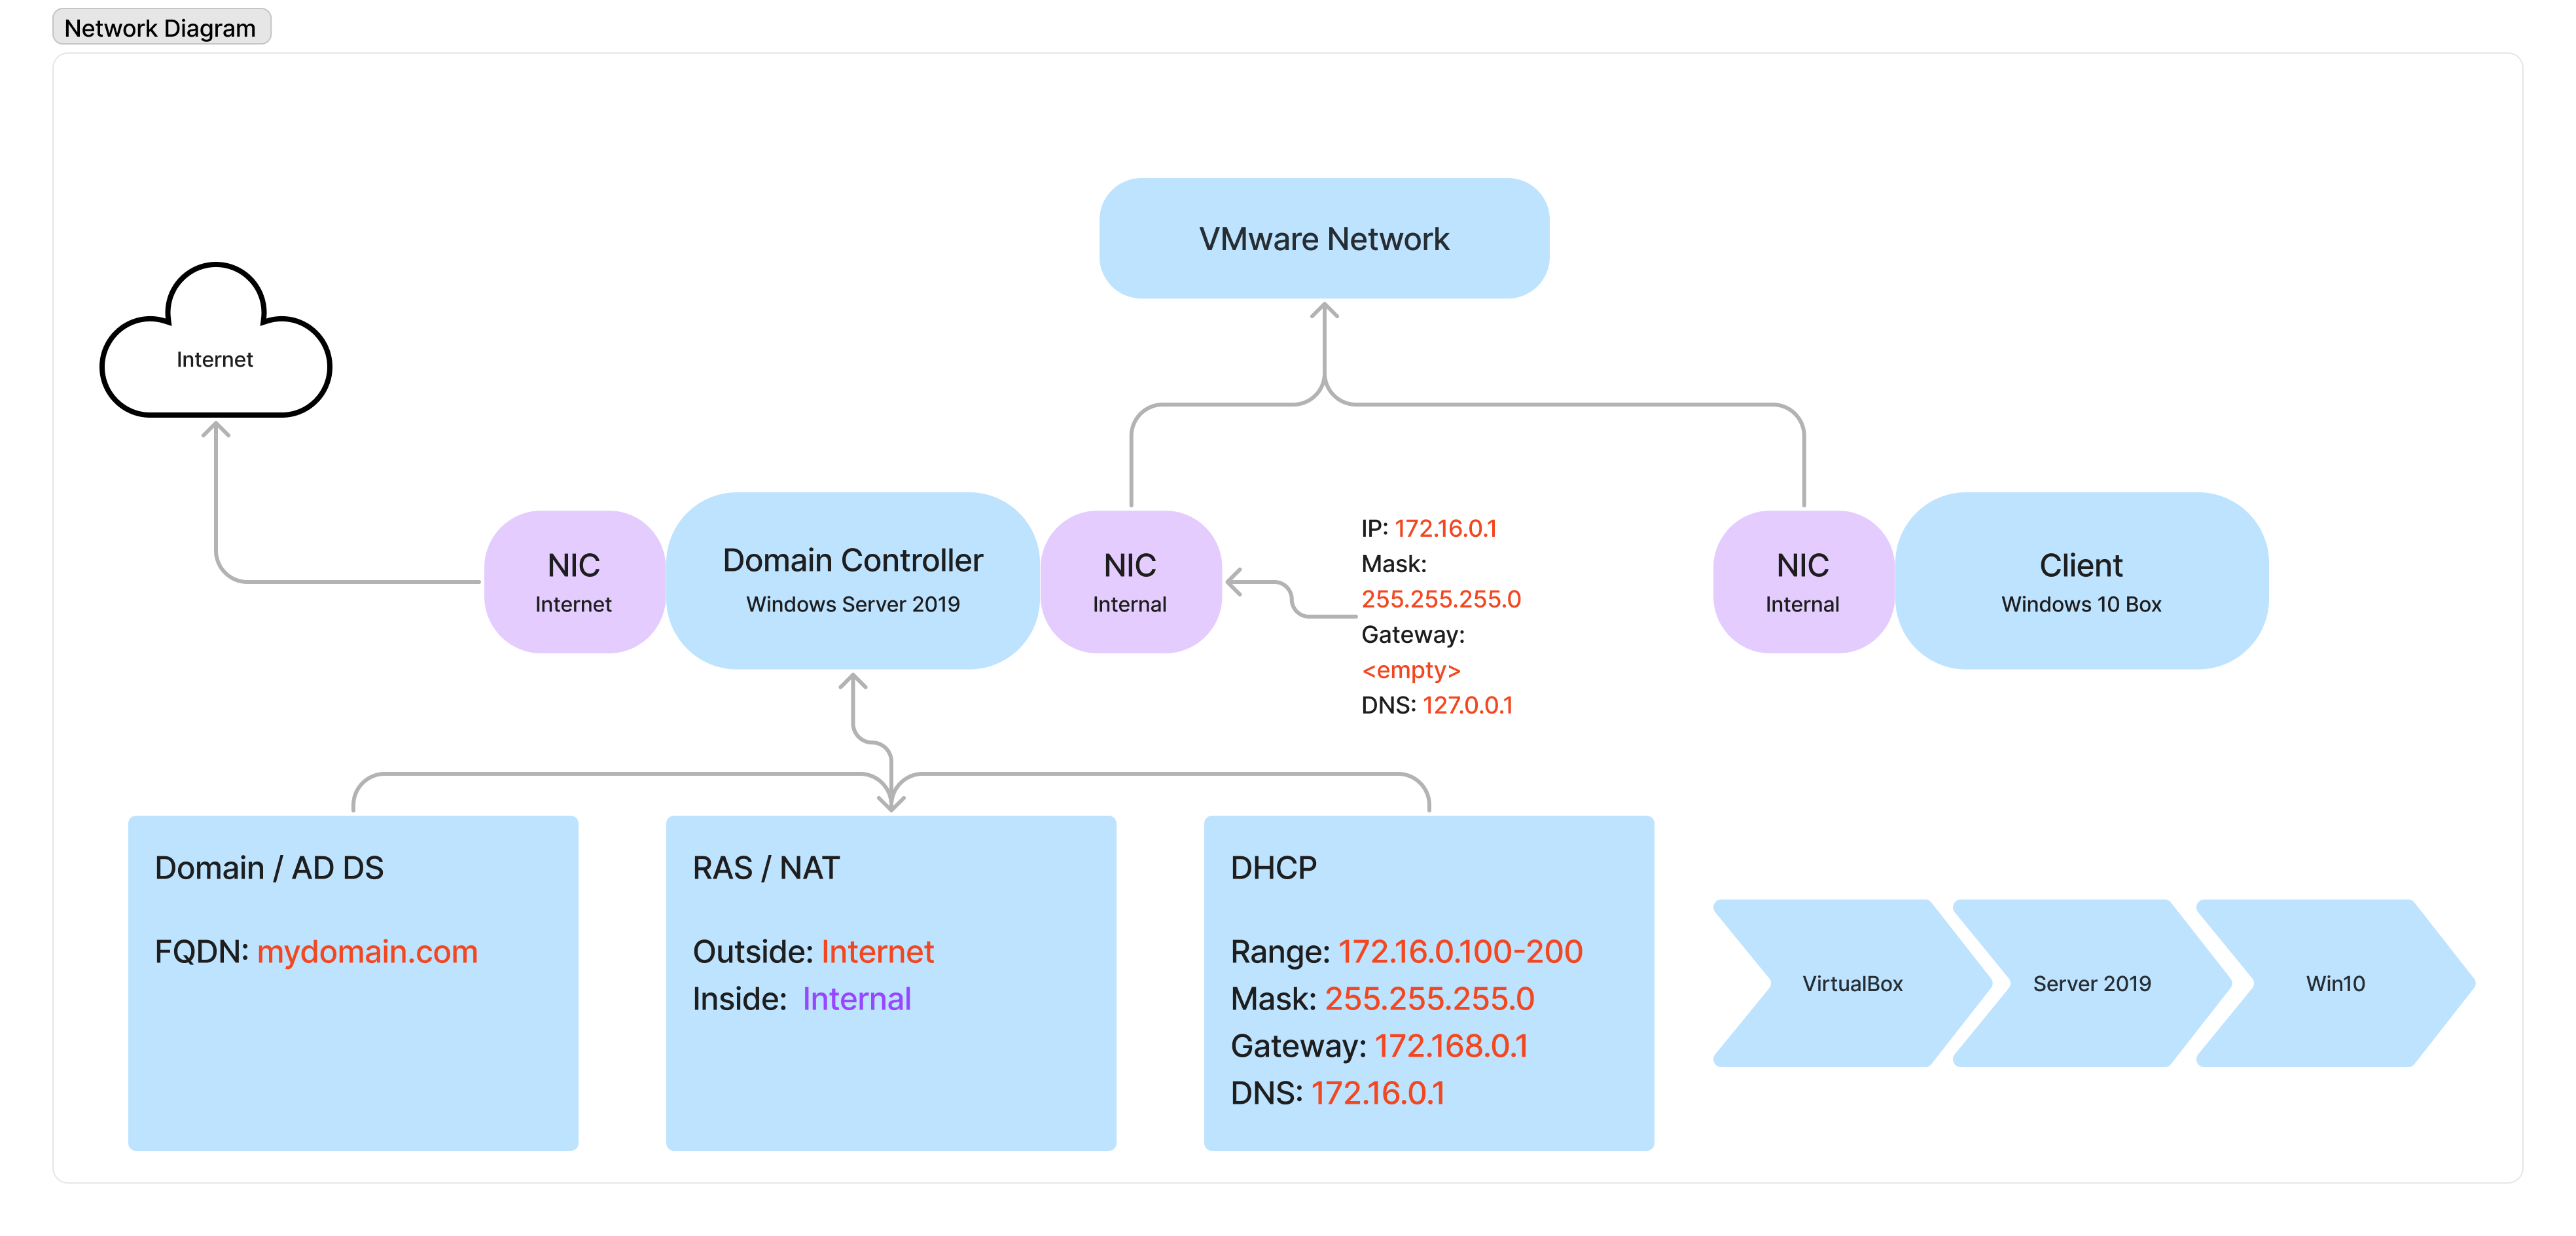 Network Diagram
VMware Network
Internet
NIC
Internet
Domain Controller
Windows Server 2019
NIC
Internal
IP: 172.16.0.1
Mask:
255.255.255.0
Gateway:
<empty>
DNS: 127.0.0.1
NIC
Internal
Client
Windows 10 Box
Domain / AD DS
FQDN: mydomain.com
RAS / NAT
Outside: Internet
Inside: Internal
DHCP
Range: 172.16.0.100-200
Mask: 255.255.255.0
Gateway: 172.168.0.1
DNS: 172.16.0.1
VirtualBox
Server 2019
Win10